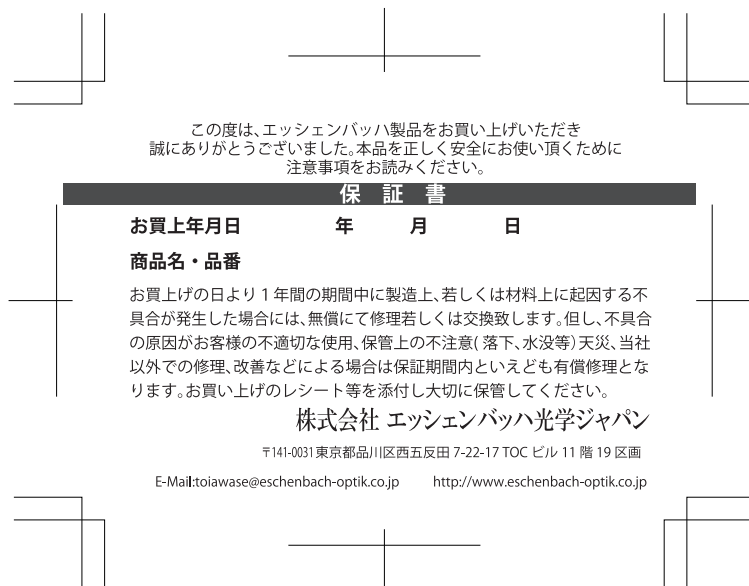 この度は、エッシェンバッハ製品をお買い上げいただき
誠にありがとうございました。本品を正しく安全にお使い頂くために
注意事項をお読みください。
保 証 書
お買上年月日 年 月 日
商品名・品番
お買上げの日より 1 年間の期間中に製造上、若しくは材料上に起因する不
具合が発生した場合には、無償にて修理若しくは交換致します。但し、不具合
の原因がお客様の不適切な使用、保管上の不注意( 落下、水没等) 天災、当社
以外での修理、改善などによる場合は保証期間内といえども有償修理とな
ります。お買い上げのレシート等を添付し大切に保管してください。
株式会社 エッシェンバッハ光学ジャパン
〒141-0031 東京都品川区西五反田 7-22-17 TOC ビル 11 階 19 区画
E-Mail:toiawase@eschenbach-optik.co.jp http://www.eschenbach-optik.co.jp